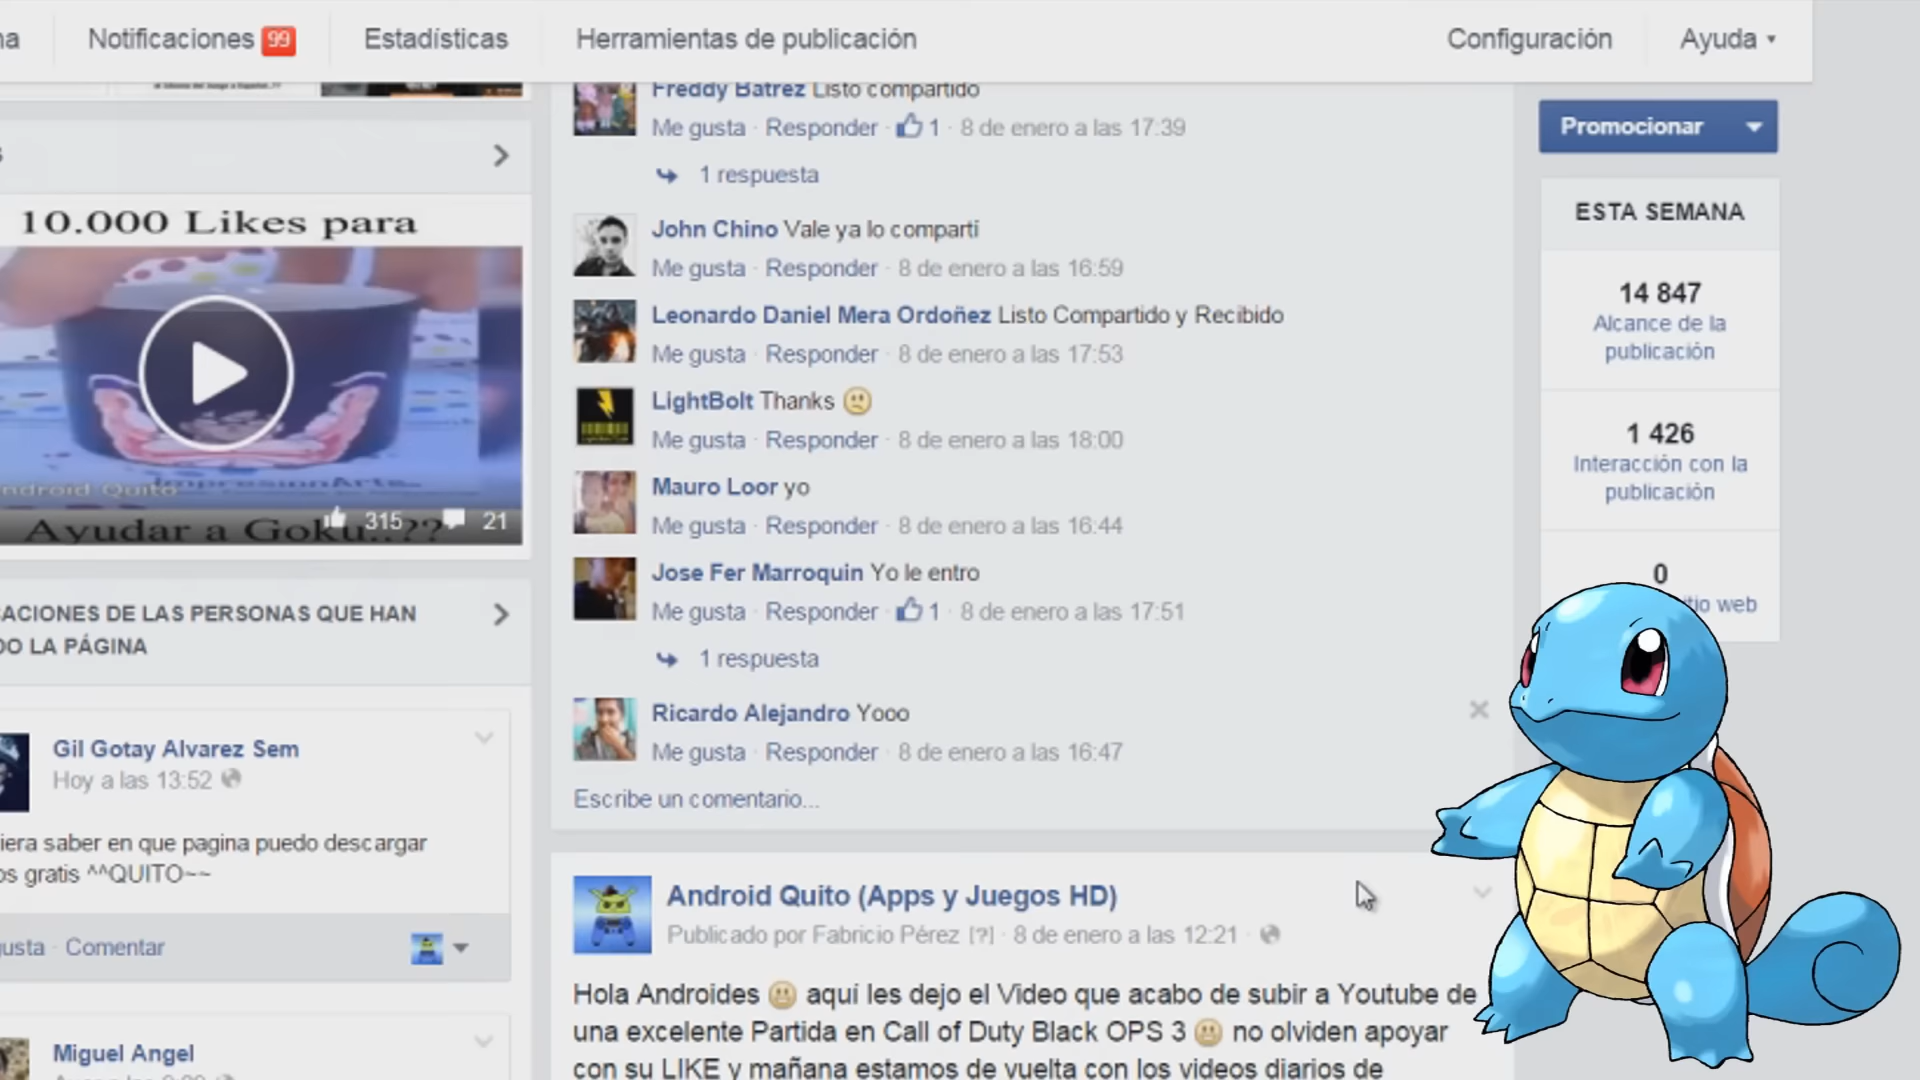 Notificaciones 99 Estadísticas Herramientas de publicación Configuración Ayuda
10.000 Likes para
Android Quito
ImpresionArte
315 21
Ayudar a Goku..??
ACIONES DE LAS PERSONAS QUE HAN
DO LA PÁGINA
Gil Gotay Alvarez Sem
Hoy a las 13:52
iera saber en que pagina puedo descargar
os gratis ^^QUITO~~
usta · Comentar
Miguel Angel
Freddy Batrez Listo compartido
Me gusta · Responder · 1 · 8 de enero a las 17:39
1 respuesta
John Chino Vale ya lo compartí
Me gusta · Responder · 8 de enero a las 16:59
Leonardo Daniel Mera Ordoñez Listo Compartido y Recibido
Me gusta · Responder · 8 de enero a las 17:53
LightBolt Thanks
Me gusta · Responder · 8 de enero a las 18:00
Mauro Loor yo
Me gusta · Responder · 8 de enero a las 16:44
Jose Fer Marroquin Yo le entro
Me gusta · Responder · 1 · 8 de enero a las 17:51
1 respuesta
Ricardo Alejandro Yooo
Me gusta · Responder · 8 de enero a las 16:47
Escribe un comentario...
Android Quito (Apps y Juegos HD)
Publicado por Fabricio Pérez [?] · 8 de enero a las 12:21 ·
Hola Androides aquí les dejo el Video que acabo de subir a Youtube de
una excelente Partida en Call of Duty Black OPS 3 no olviden apoyar
con su LIKE y mañana estamos de vuelta con los videos diarios de
Promocionar
ESTA SEMANA
14 847
Alcance de la
publicación
1 426
Interacción con la
publicación
0
itio web